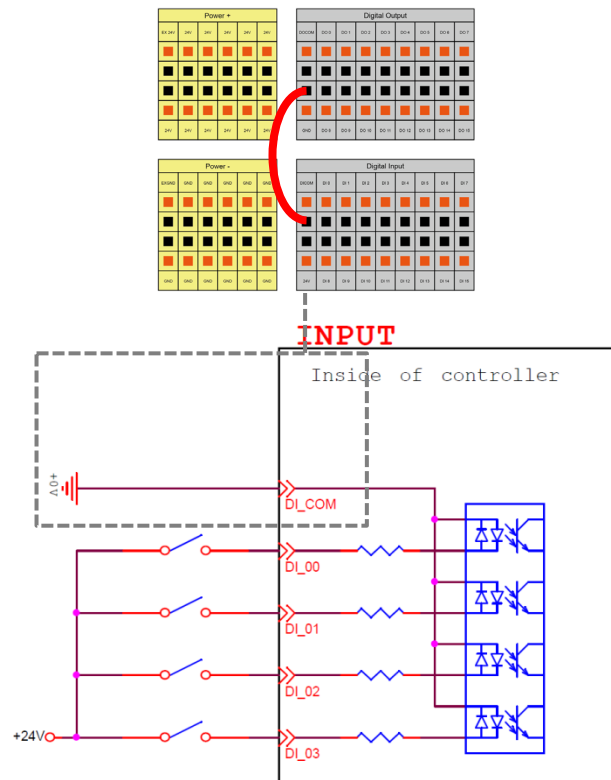 Power +
Digital Output
EX 24V 24V 24V 24V 24V 24V
DOCOM DO 0 DO 1 DO 2 DO 3 DO 4 DO 5 DO 6 DO 7
24V 24V 24V 24V 24V 24V
GND DO 8 DO 10 DO 11 DO 12 DO 13 DO 14 DO 15
Power -
Digital Input
EXGND GND GND GND GND GND
DICOM DI 0 DI 1 DI 2 DI 3 DI 4 DI 5 DI 6 DI 7
GND GND GND GND GND GND
24V DI 8 DI 9 DI 10 DI 11 DI 12 DI 13 DI 14 DI 15
INPUT
Inside of controller
+0V
DI_COM
DI_00
DI_01
DI_02
+24V
DI_03